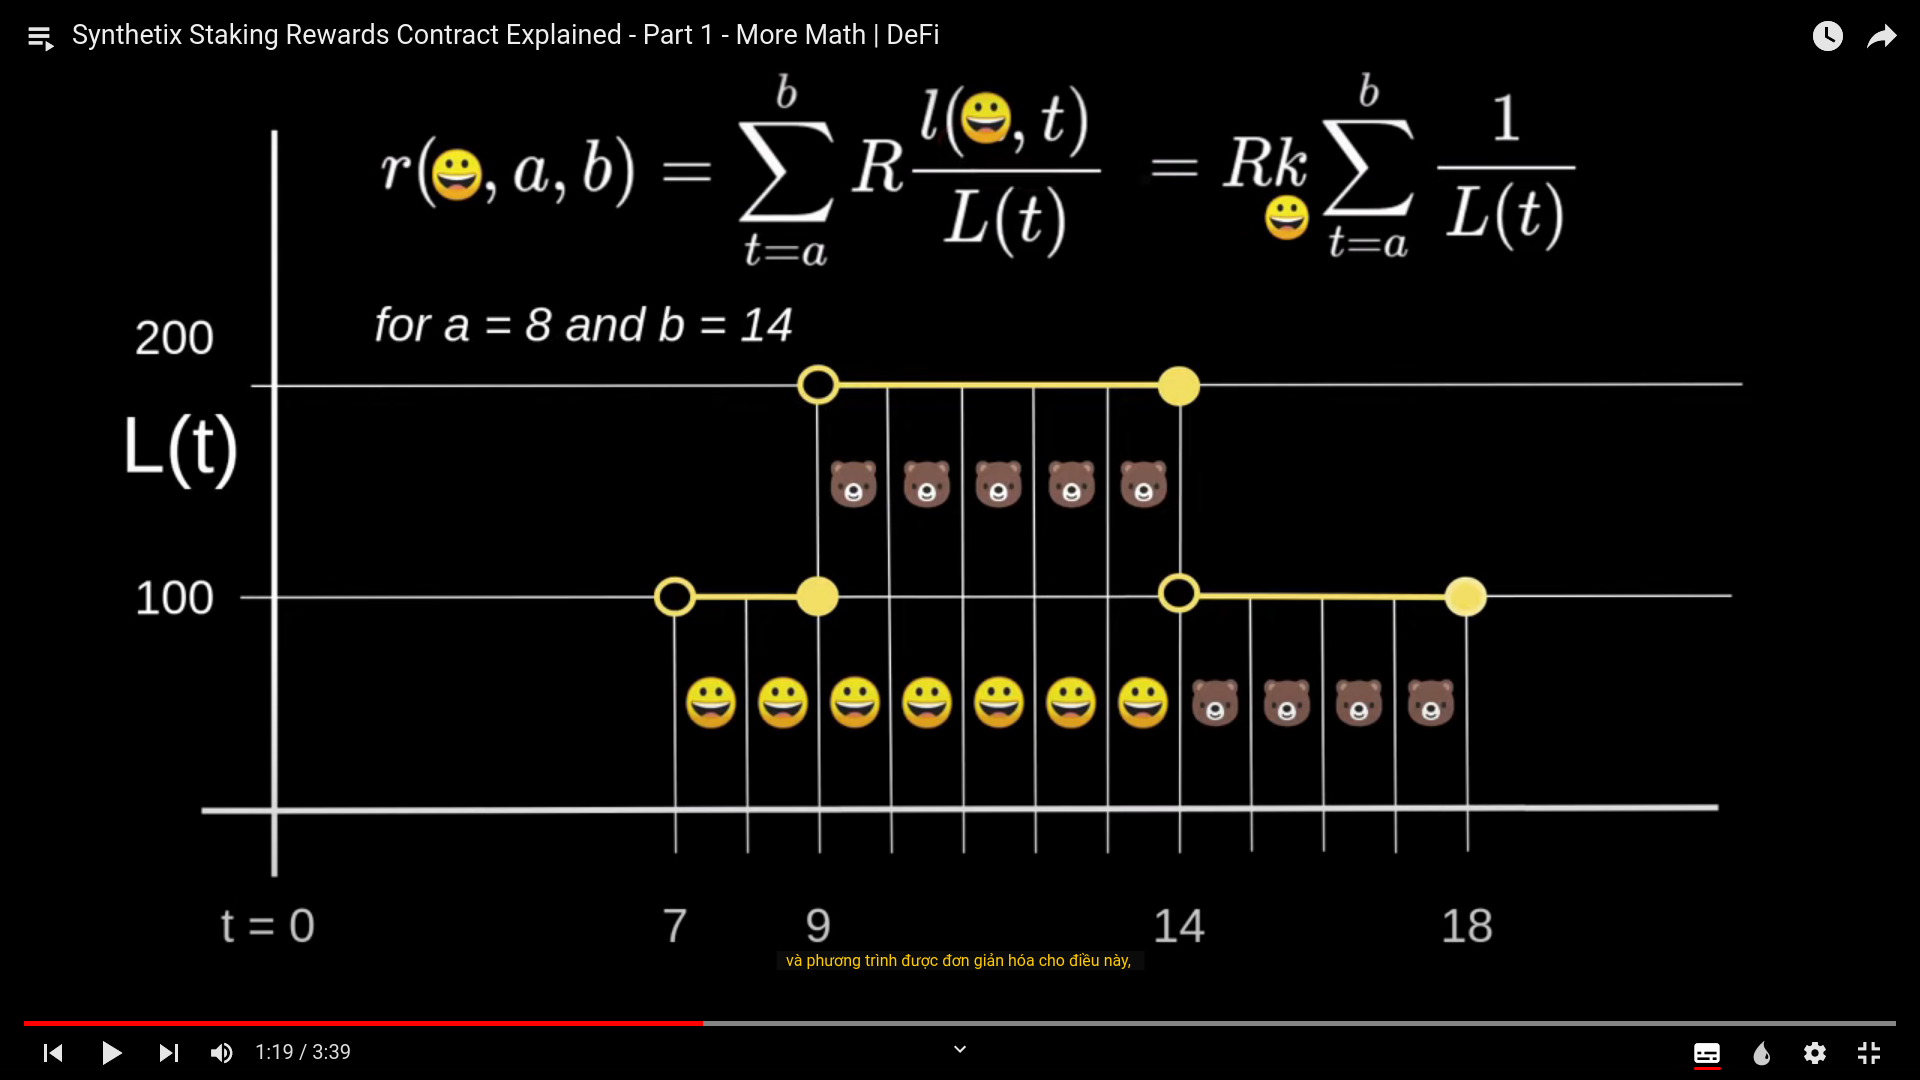 Synthetix Staking Rewards Contract Explained - Part 1 - More Math | DeFi
r(😀, a, b) = \sum_{t=a}^{b} R \frac{l(😀, t)}{L(t)} = Rk_{😀} \sum_{t=a}^{b} \frac{1}{L(t)}
for a = 8 and b = 14
200
L(t)
100
t = 0 7 9 14 18
và phương trình được đơn giản hóa cho điều này,
1:19 / 3:39